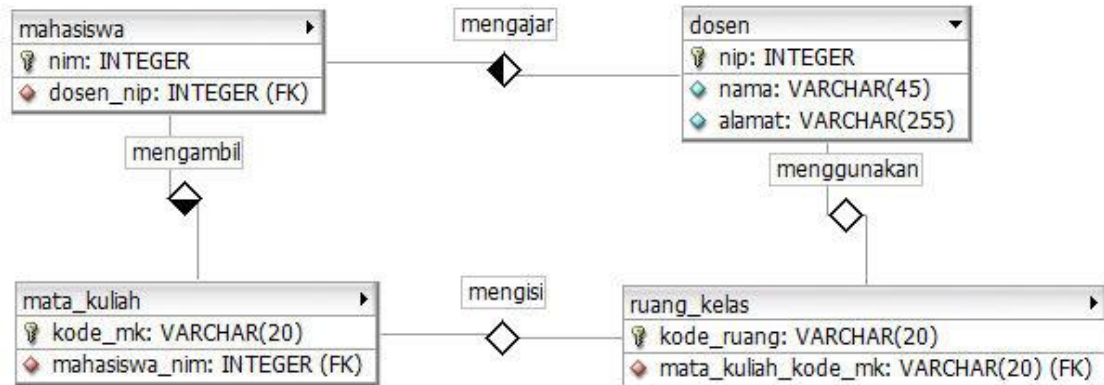 mahasiswa
nim: INTEGER
dosen_nip: INTEGER (FK)
mengajar
dosen
nip: INTEGER
nama: VARCHAR(45)
alamat: VARCHAR(255)
mengambil
menggunakan
mata_kuliah
kode_mk: VARCHAR(20)
mahasiswa_nim: INTEGER (FK)
mengisi
ruang_kelas
kode_ruang: VARCHAR(20)
mata_kuliah_kode_mk: VARCHAR(20) (FK)